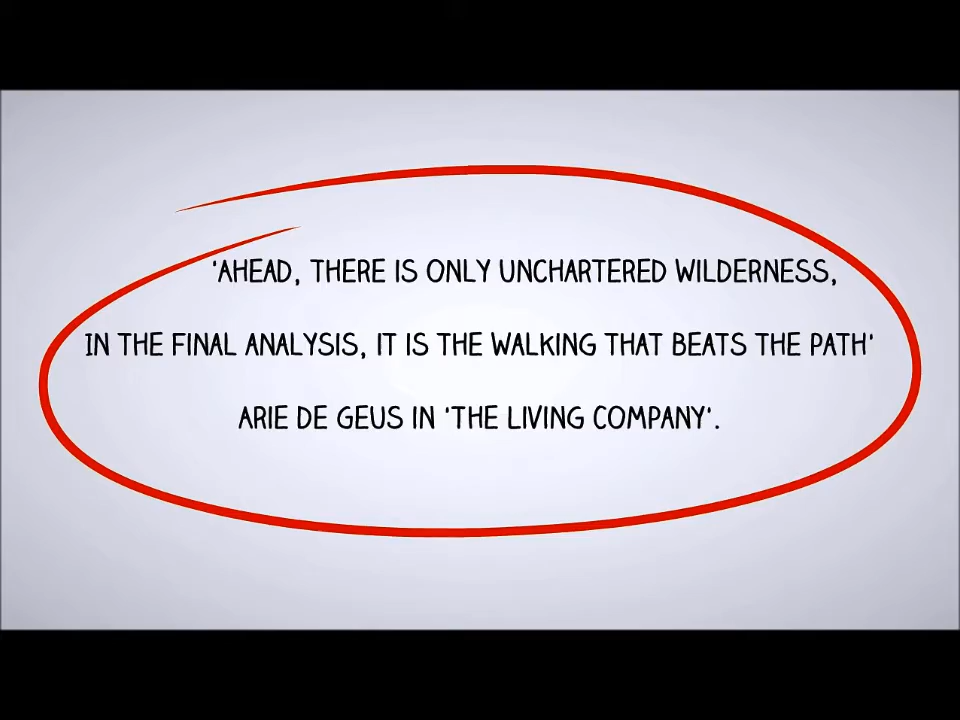 'AHEAD, THERE IS ONLY UNCHARTERED WILDERNESS,
IN THE FINAL ANALYSIS, IT IS THE WALKING THAT BEATS THE PATH'
ARIE DE GEUS IN 'THE LIVING COMPANY'.